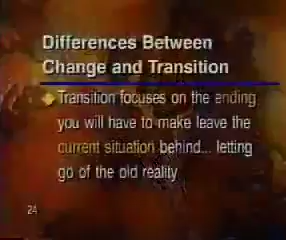 Differences Between
Change and Transition
Transition focuses on the ending
you will have to make leave the
current situation behind... letting
go of the old reality
24